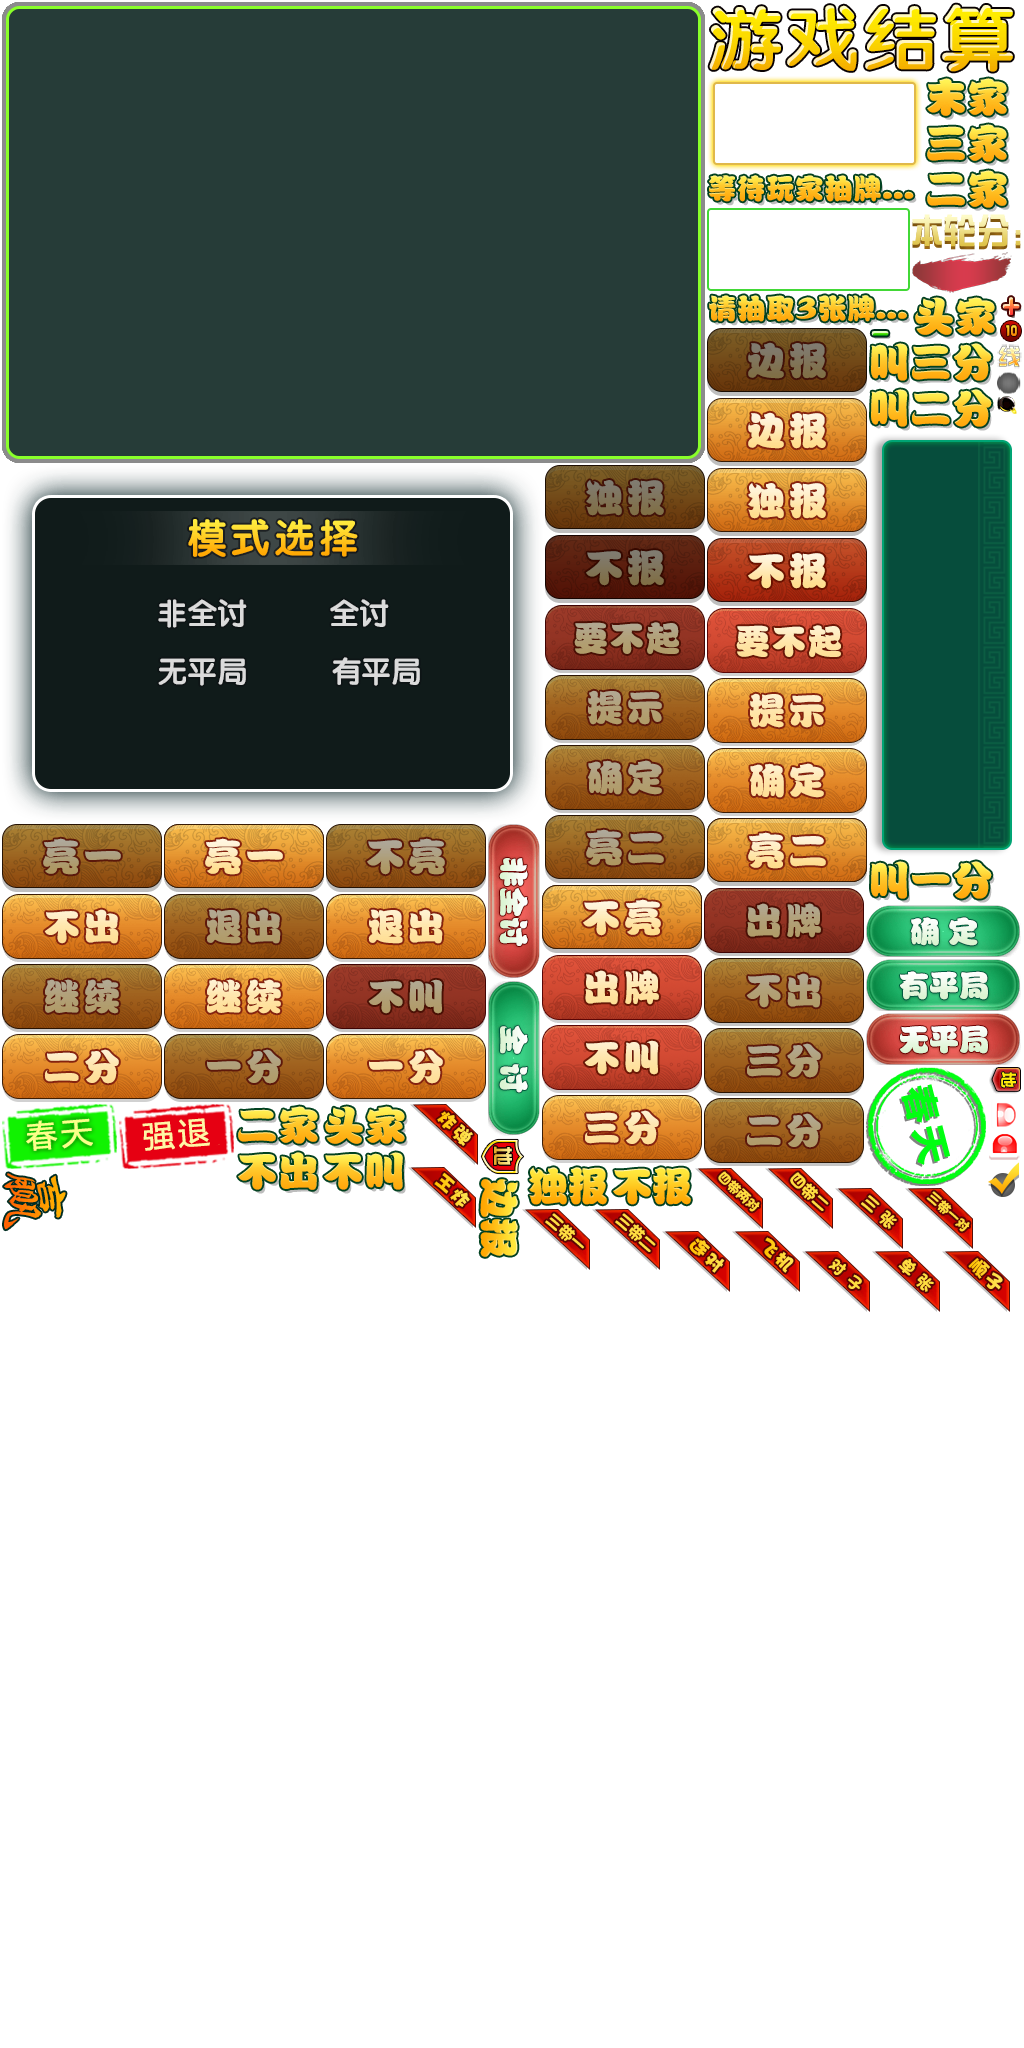 游戏结算
末家
三家
等待玩家抽牌...
二家
本轮分:
请抽取3张牌...
头家
+
10
-
叫三分
线
叫二分
边报
边报
独报
独报
不报
不报
要不起
要不起
提示
提示
确定
确定
亮二
亮二
模式选择
非全讨 全讨
无平局 有平局
亮一 亮一 不亮
不出 退出 退出
继续 继续 不叫
二分 一分 一分
非全讨
全讨
不亮 出牌
出牌 不出
不叫 三分
三分 二分
叫一分
确定
有平局
无平局
春天
地
春天
强退
二家 头家
不出 不叫
炸弹
王炸
地
边报
独报 不报
四带两对
四带二
三张
三带一对
三带一
三带二
连对
飞机
对子
单张
顺子
赢